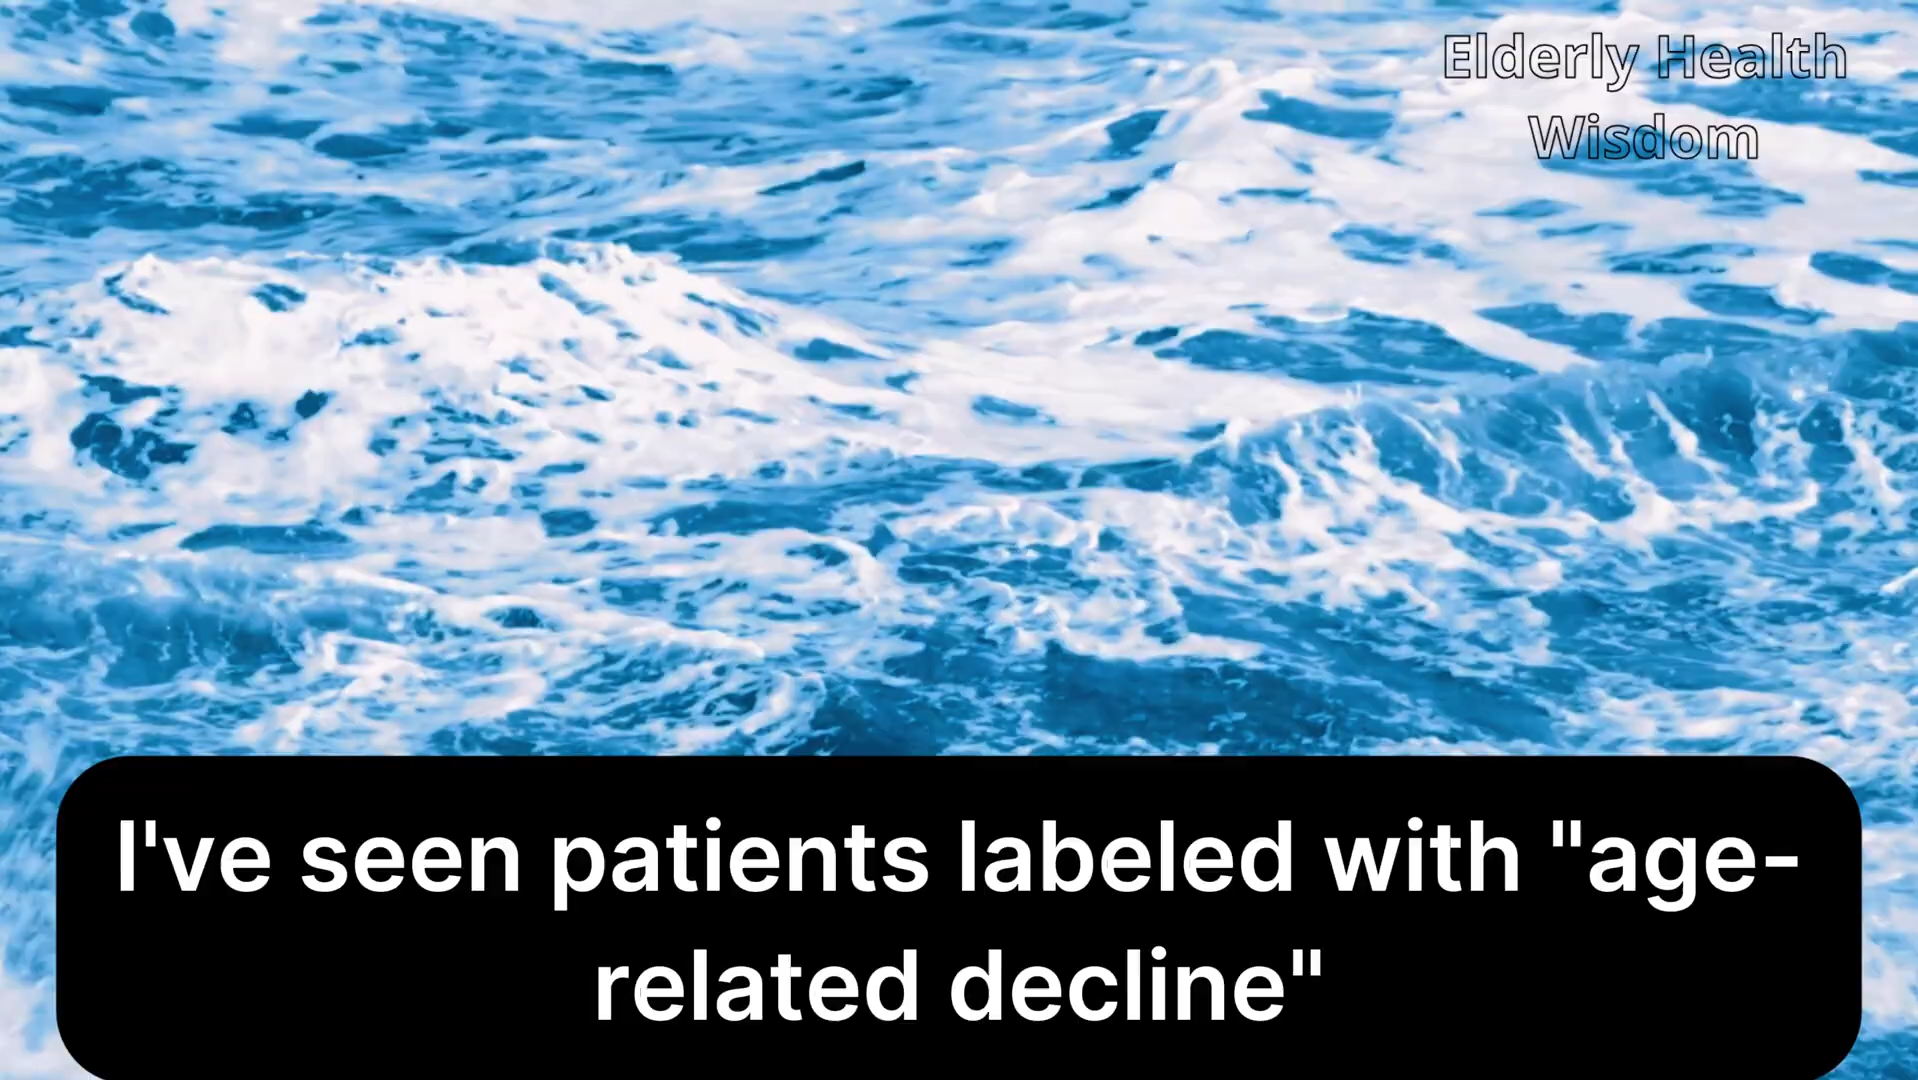 Elderly Health
Wisdom
I've seen patients labeled with "age-
related decline"